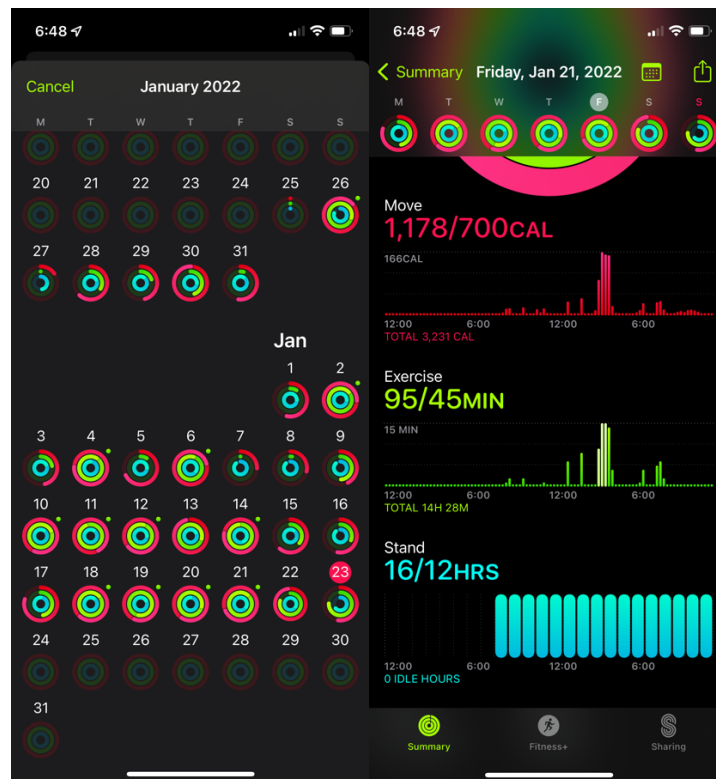 6:48
Cancel January 2022
M T W T F S S
20 21 22 23 24 25 26
27 28 29 30 31
Jan
1 2
3 4 5 6 7 8 9
10 11 12 13 14 15 16
17 18 19 20 21 22 23
24 25 26 27 28 29 30
31
6:48
Summary Friday, Jan 21, 2022
M T W T F S S
Move
1,178/700CAL
166CAL
12:00 6:00 12:00 6:00
TOTAL 3,231 CAL
Exercise
95/45MIN
15 MIN
12:00 6:00 12:00 6:00
TOTAL 14H 28M
Stand
16/12HRS
12:00 6:00 12:00 6:00
0 IDLE HOURS
Summary Fitness+ Sharing